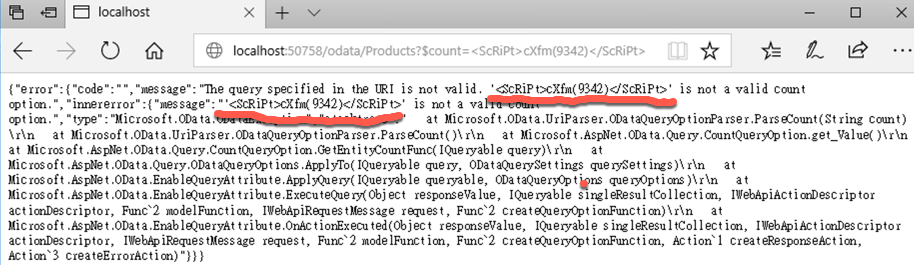 localhost
localhost:50758/odata/Products?$count=<ScRiPt>cXfm(9342)</ScRiPt>
{"error":{"code":"","message":"The query specified in the URI is not valid. '<ScRiPt>cXfm(9342)</ScRiPt>' is not a valid count
option.","innererror":{"message":"'<ScRiPt>cXfm(9342)</ScRiPt>' is not a valid count
option.","type":"Microsoft.OData. at Microsoft.OData.UriParser.ODataQueryOptionParser.ParseCount(String count)
\r\n at Microsoft.OData.UriParser.ODataQueryOptionParser.ParseCount()\r\n at Microsoft.AspNet.OData.Query.CountQueryOption.get_Value()\r\n
at Microsoft.AspNet.OData.Query.CountQueryOption.GetEntityCountFunc(IQueryable query)\r\n at
Microsoft.AspNet.OData.Query.ODataQueryOptions.ApplyTo(IQueryable query, ODataQuerySettings querySettings)\r\n at
Microsoft.AspNet.OData.EnableQueryAttribute.ApplyQuery(IQueryable queryable, ODataQueryOptions queryOptions)\r\n at
Microsoft.AspNet.OData.EnableQueryAttribute.ExecuteQuery(Object responseValue, IQueryable singleResultCollection, IWebApiActionDescriptor
actionDescriptor, Func`2 modelFunction, IWebApiRequestMessage request, Func`2 createQueryOptionFunction)\r\n at
Microsoft.AspNet.OData.EnableQueryAttribute.OnActionExecuted(Object responseValue, IQueryable singleResultCollection, IWebApiActionDescriptor
actionDescriptor, IWebApiRequestMessage request, Func`2 modelFunction, Func`2 createQueryOptionFunction, Action`1 createResponseAction,
Action`3 createErrorAction)"}}}